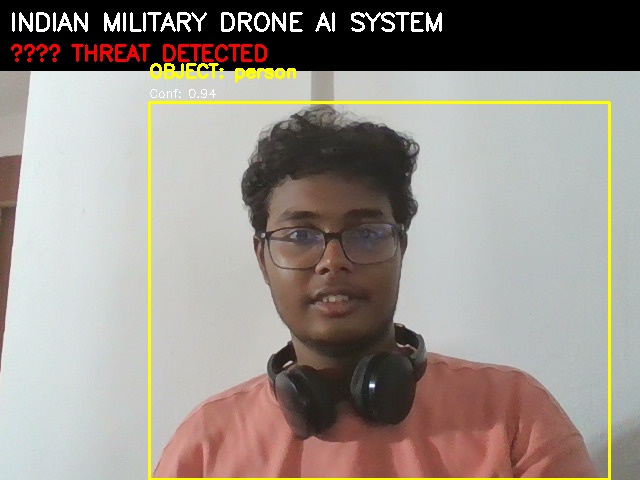 INDIAN MILITARY DRONE AI SYSTEM
???? THREAT DETECTED
OBJECT: person
Conf: 0.94